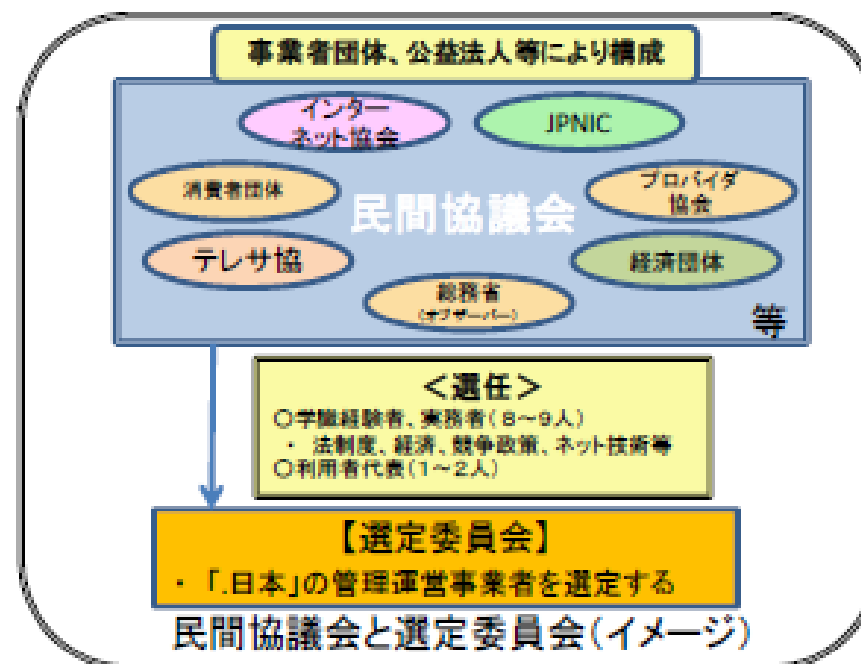 事業者団体、公益法人等により構成
インター
ネット協会
JPNIC
消費者団体
民間協議会
プロバイダ
協会
テレサ協
経済団体
総務省
(オブザーバー)
等
＜選任＞
○学識経験者、実務者(８～９人)
・ 法制度、経済、競争政策、ネット技術等
○利用者代表(１～２人)
【選定委員会】
・ 「.日本」の管理運営事業者を選定する
民間協議会と選定委員会(イメージ)